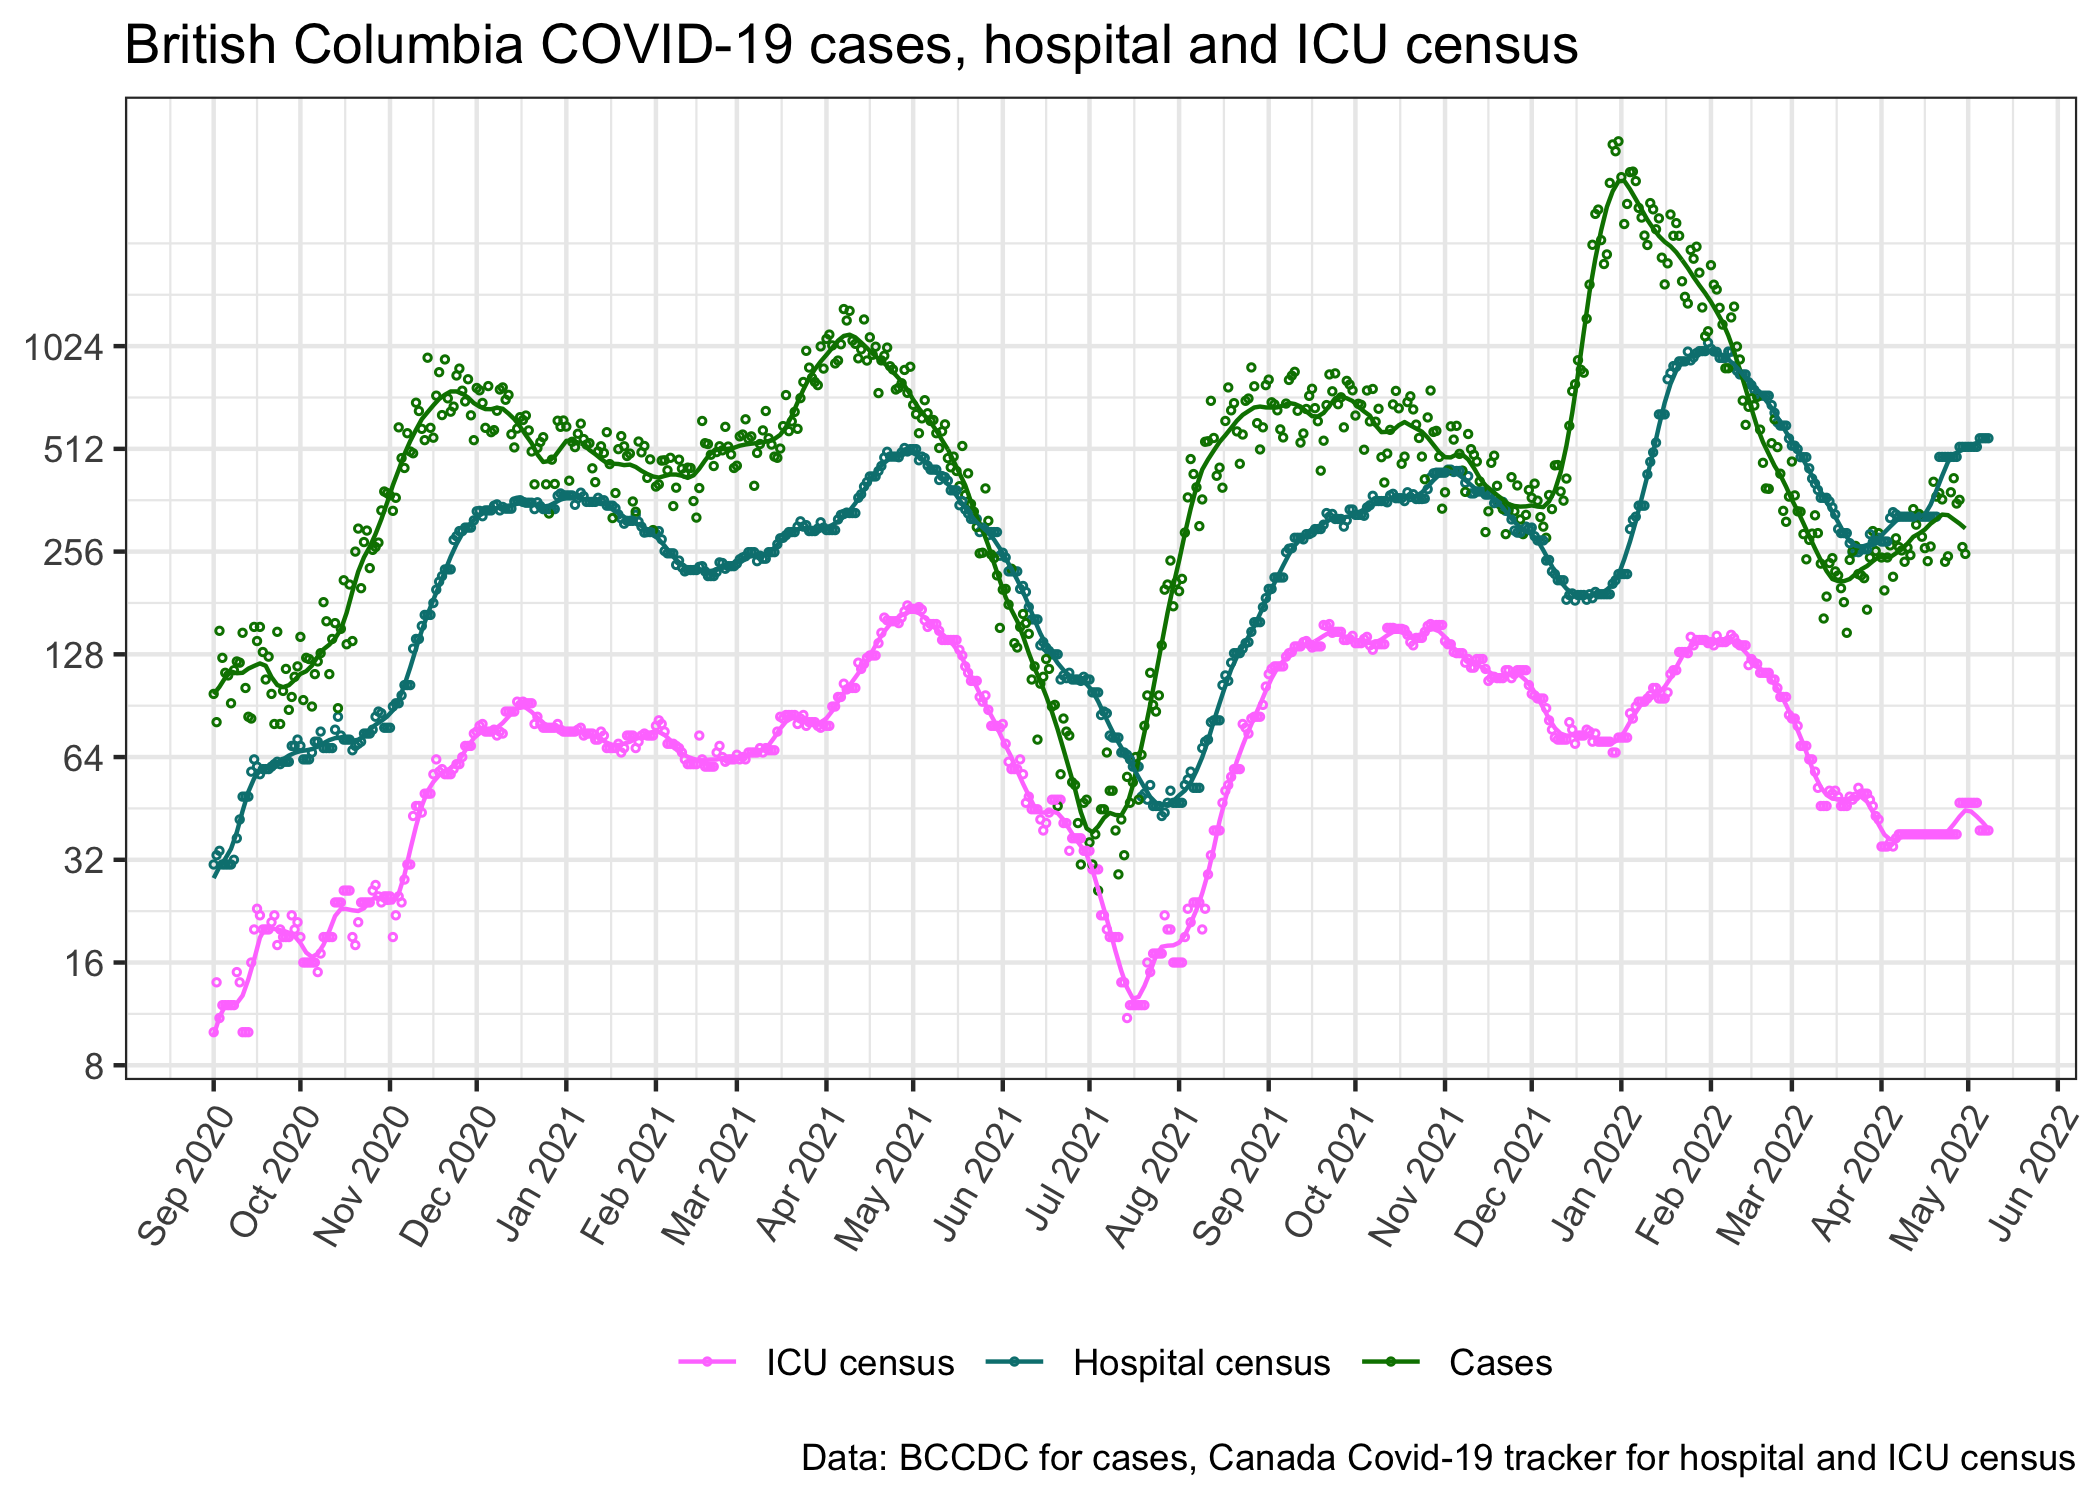 British Columbia COVID-19 cases, hospital and ICU census
1024
512
256
128
64
32
16
8
Sep 2020
Oct 2020
Nov 2020
Dec 2020
Jan 2021
Feb 2021
Mar 2021
Apr 2021
May 2021
Jun 2021
Jul 2021
Aug 2021
Sep 2021
Oct 2021
Nov 2021
Dec 2021
Jan 2022
Feb 2022
Mar 2022
Apr 2022
May 2022
Jun 2022
ICU census Hospital census Cases
Data: BCCDC for cases, Canada Covid-19 tracker for hospital and ICU census